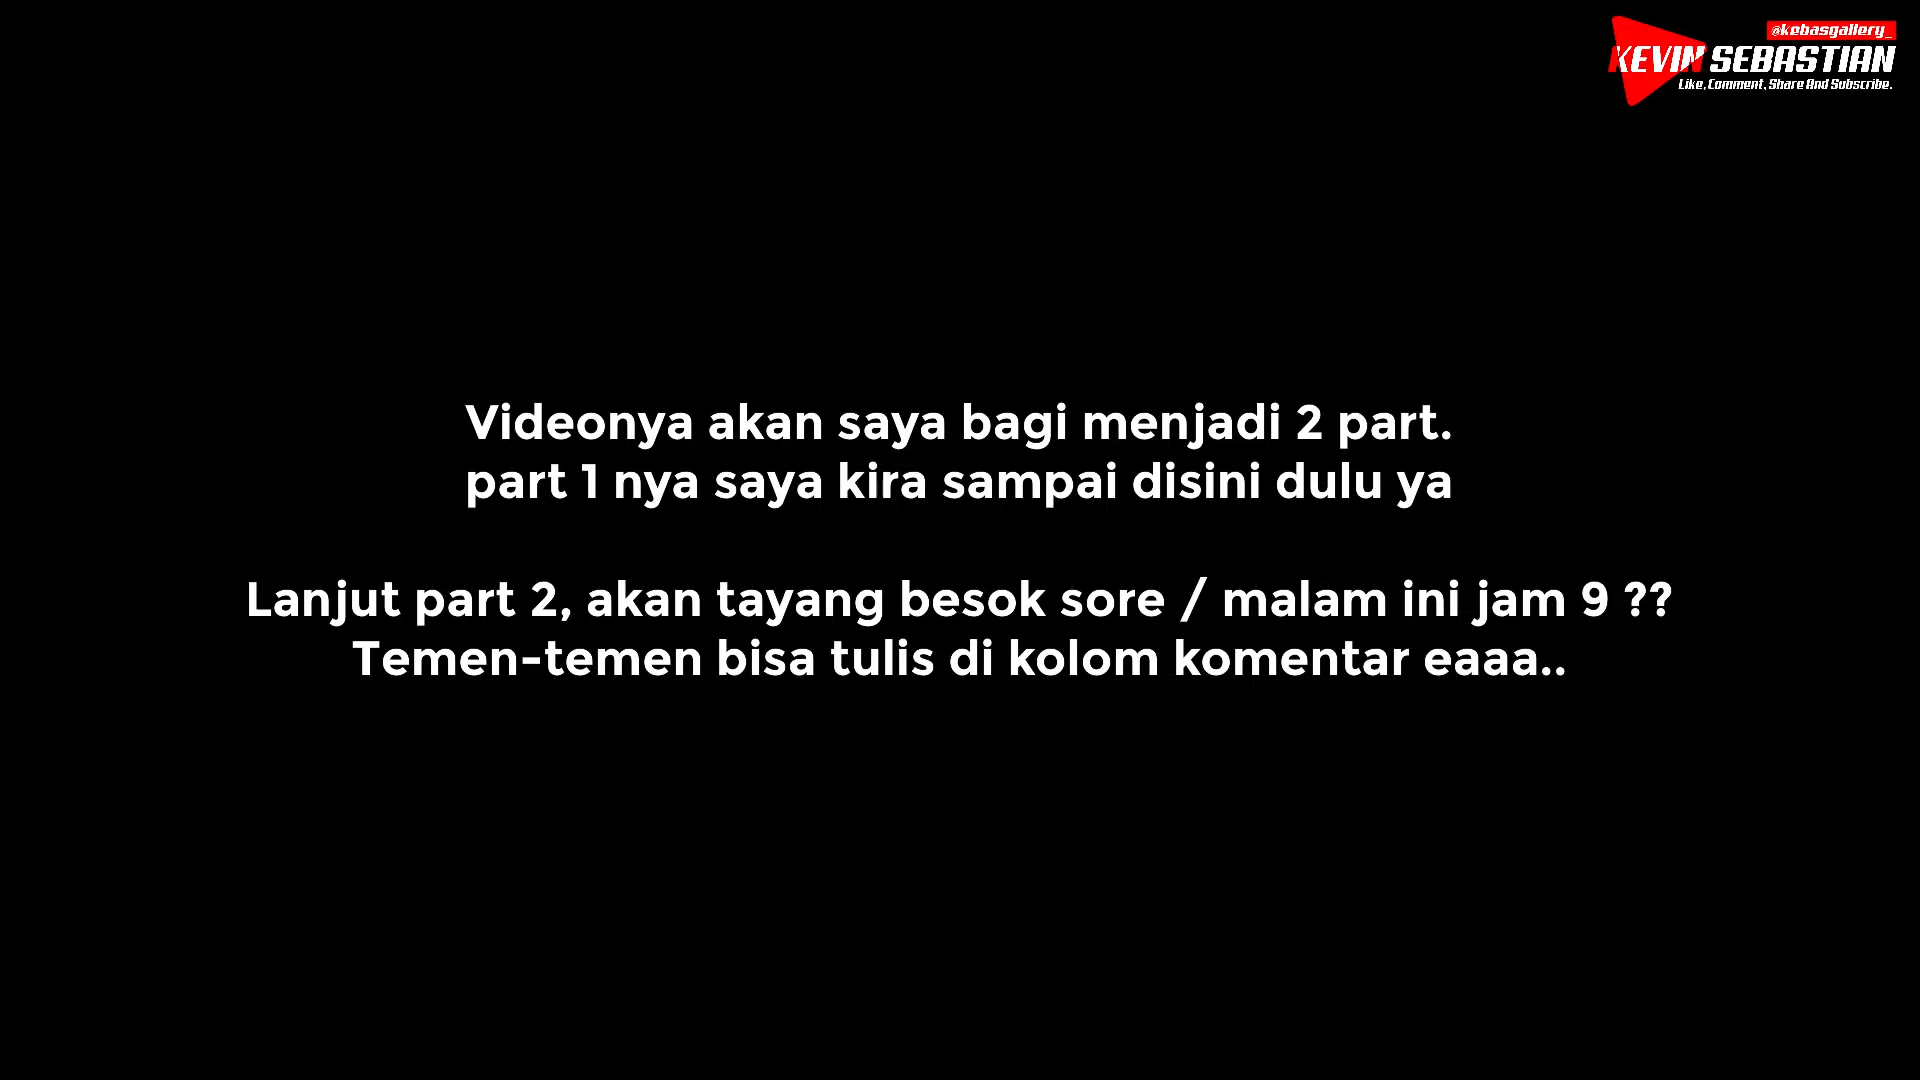 @kebasgallery_
KEVIN SEBASTIAN
Like, Comment, Share And Subscribe.
Videonya akan saya bagi menjadi 2 part.
part 1 nya saya kira sampai disini dulu ya
Lanjut part 2, akan tayang besok sore / malam ini jam 9 ??
Temen-temen bisa tulis di kolom komentar eaaa..